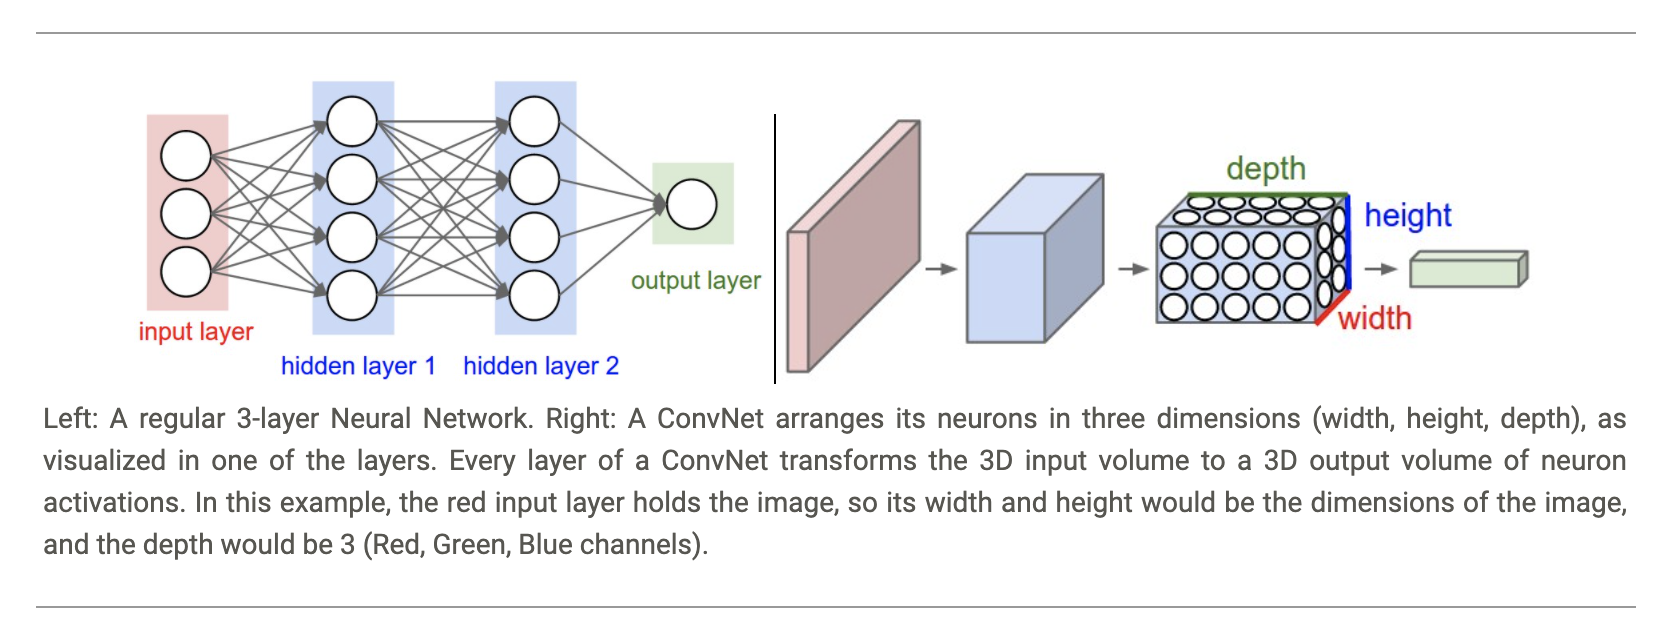 input layer
hidden layer 1
hidden layer 2
output layer
depth
height
width
Left: A regular 3-layer Neural Network. Right: A ConvNet arranges its neurons in three dimensions (width, height, depth), as
visualized in one of the layers. Every layer of a ConvNet transforms the 3D input volume to a 3D output volume of neuron
activations. In this example, the red input layer holds the image, so its width and height would be the dimensions of the image,
and the depth would be 3 (Red, Green, Blue channels).